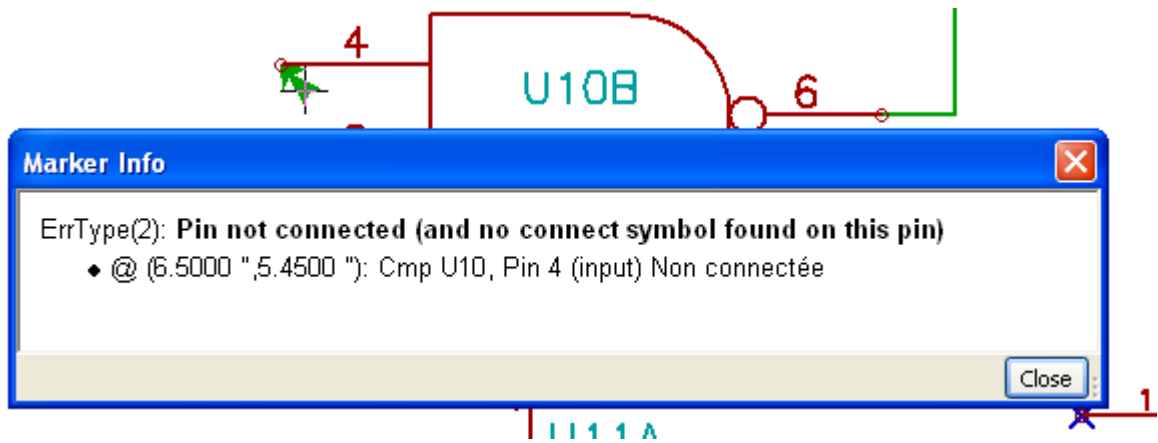 4
U10B
6
Marker Info
ErrType(2): Pin not connected (and no connect symbol found on this pin)
@ (6.5000 ",5.4500 "): Cmp U10, Pin 4 (input) Non connectée
Close
1
U11A